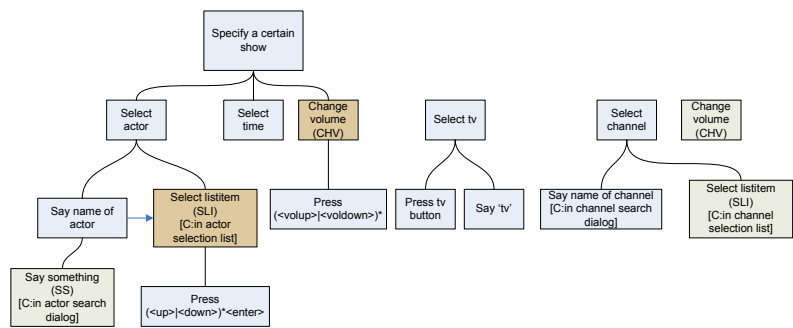 Specify a certain
show
Select
actor
Select
time
Change
volume
(CHV)
Select tv
Select
channel
Change
volume
(CHV)
Say name of
actor
Select listitem
(SLI)
[C:in actor
selection list]
Press
(<volup>|<voldown>)*
Press tv
button
Say 'tv'
Say name of channel
[C:in channel search
dialog]
Select listitem
(SLI)
[C:in channel
selection list]
Say something
(SS)
[C:in actor search
dialog]
Press
(<up>|<down>)*<enter>